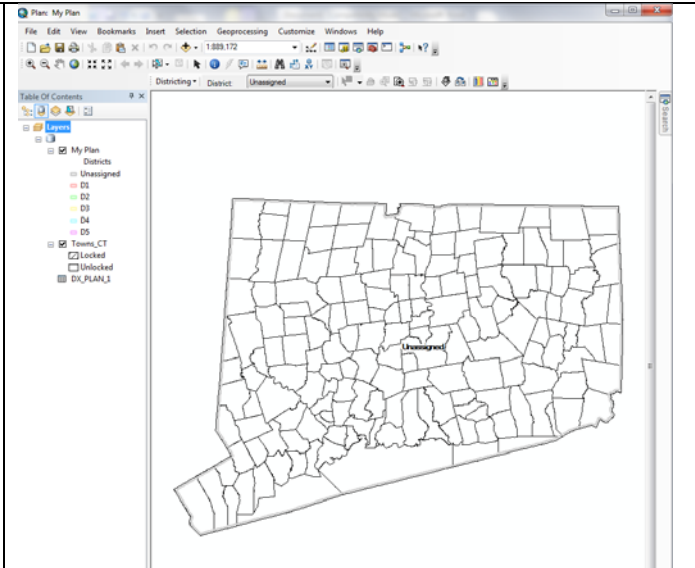 Plan: My Plan
File Edit View Bookmarks Insert Selection Geoprocessing Customize Windows Help
1:889,172
Districting District: Unassigned
Table Of Contents
Search
Layers
My Plan
Districts
Unassigned
D1
D2
D3
D4
D5
Towns_CT
Locked
Unlocked
DX_PLAN_1
Unassigned